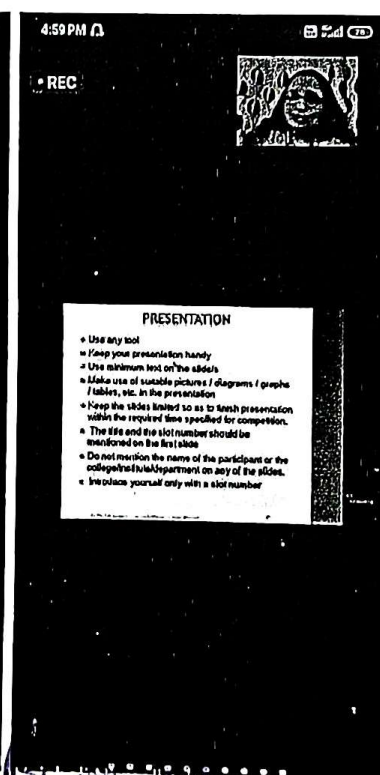 4:59 PM
78
REC
PRESENTATION
Use any tool
Keep your presentation handy
Use minimum text on the slide/s
Make use of suitable pictures / diagrams / graphs
/ tables, etc. in the presentation
Keep the slides limited so as to finish presentation
within the required time specified for competition.
The title and the slot number should be
mentioned on the first slide
Do not mention the name of the participant or the
college/institute/department on any of the slides.
Introduce yourself only with a slot number